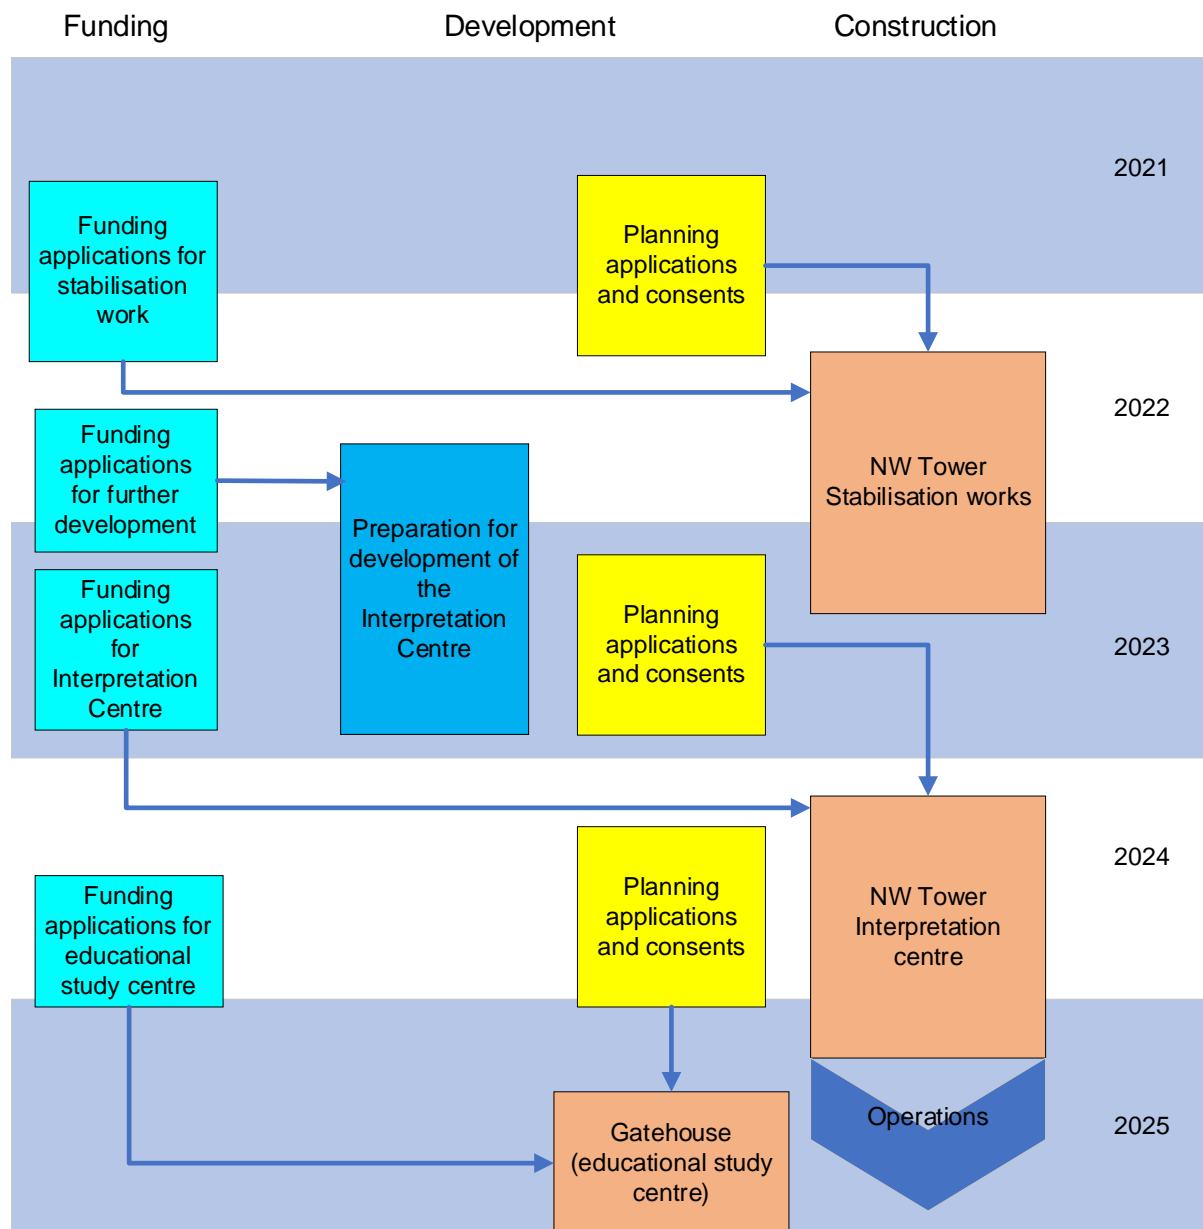 Funding
Development
Construction
2021
Funding
applications for
stabilisation
work
Planning
applications
and consents
2022
NW Tower
Stabilisation works
Funding
applications
for further
development
Preparation for
development of
the
Interpretation
Centre
Funding
applications
for
Interpretation
Centre
Planning
applications
and consents
2023
2024
Funding
applications for
educational
study centre
Planning
applications
and consents
NW Tower
Interpretation
centre
Operations
2025
Gatehouse
(educational study
centre)